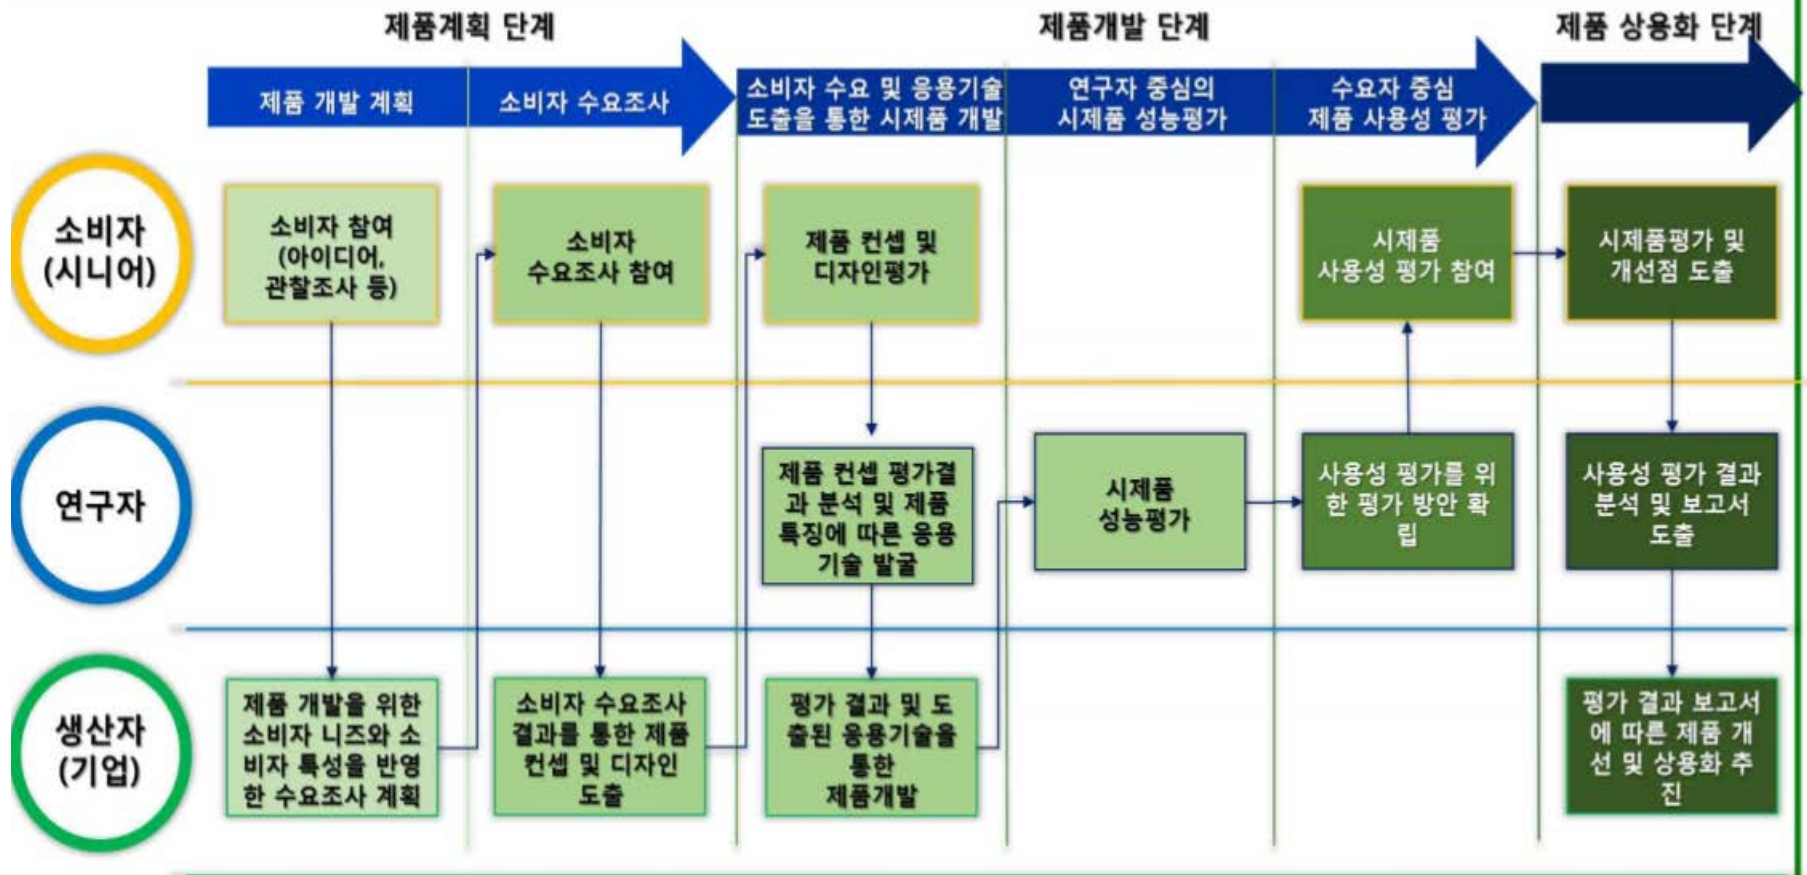 제품계획 단계
제품개발 단계
제품 상용화 단계
제품 개발 계획
소비자 수요조사
소비자 수요 및 응용기술
도출을 통한 시제품 개발
연구자 중심의
시제품 성능평가
수요자 중심
제품 사용성 평가
소비자
(시니어)
소비자 참여
(아이디어,
관찰조사 등)
소비자
수요조사 참여
제품 컨셉 및
디자인평가
시제품
사용성 평가 참여
시제품평가 및
개선점 도출
연구자
제품 컨셉 평가결
과 분석 및 제품
특징에 따른 응용
기술 발굴
시제품
성능평가
사용성 평가를 위
한 평가 방안 확
립
사용성 평가 결과
분석 및 보고서
도출
생산자
(기업)
제품 개발을 위한
소비자 니즈와 소
비자 특성을 반영
한 수요조사 계획
소비자 수요조사
결과를 통한 제품
컨셉 및 디자인
도출
평가 결과 및 도
출된 응용기술을
통한
제품개발
평가 결과 보고서
에 따른 제품 개
선 및 상용화 추
진